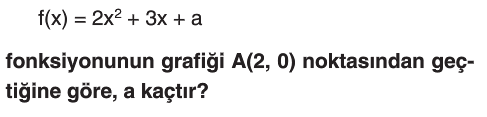 f(x) = 2x² + 3x + a
fonksiyonunun grafiği A(2, 0) noktasından geç-
tiğine göre, a kaçtır?